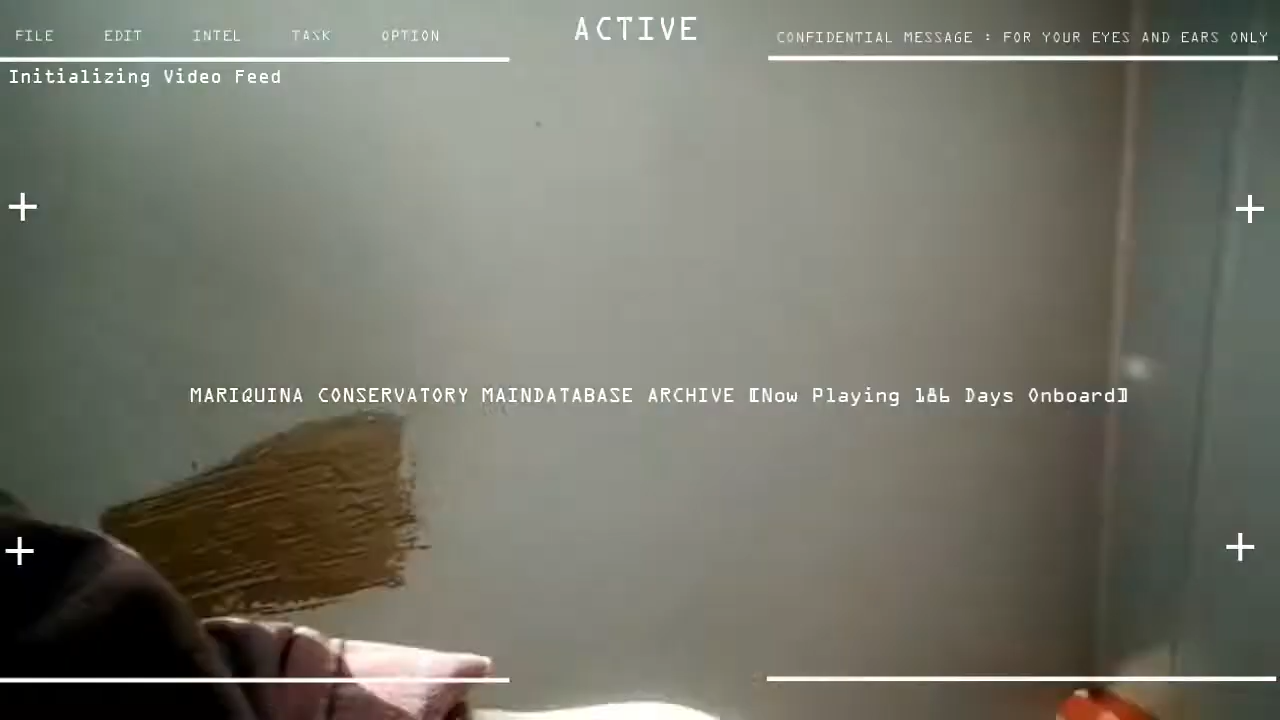 FILE EDIT INTEL TASK OPTION
ACTIVE
CONFIDENTIAL MESSAGE : FOR YOUR EYES AND EARS ONLY
Initializing Video Feed
MARIQUINA CONSERVATORY MAINDATABASE ARCHIVE [Now Playing 186 Days Onboard]